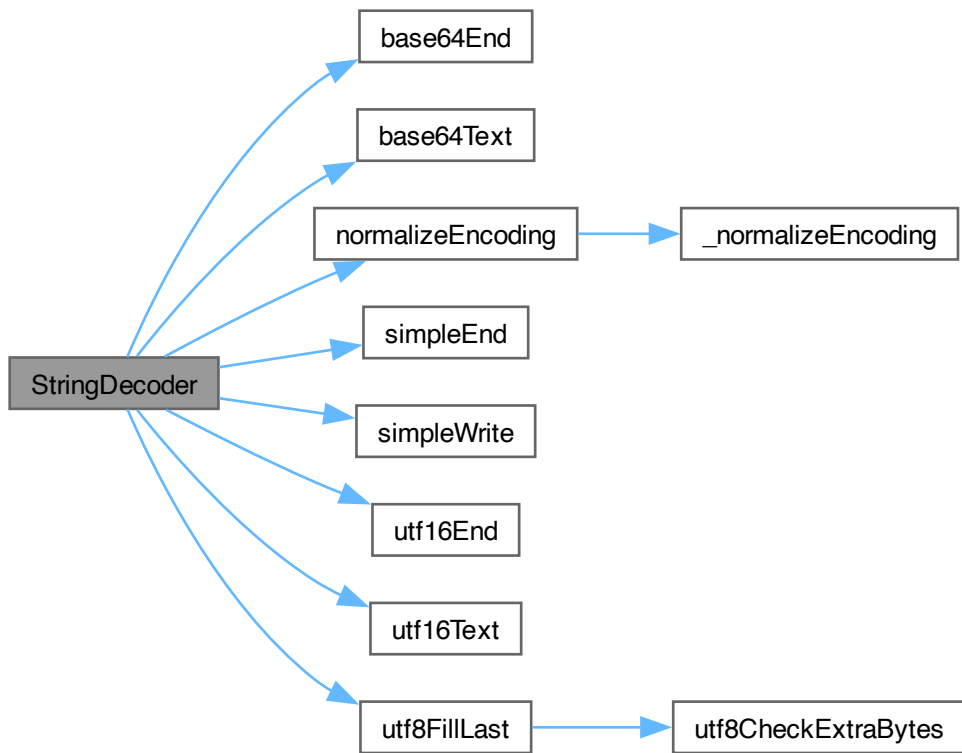 base64End
base64Text
normalizeEncoding
_normalizeEncoding
simpleEnd
StringDecoder
simpleWrite
utf16End
utf16Text
utf8FillLast
utf8CheckExtraBytes